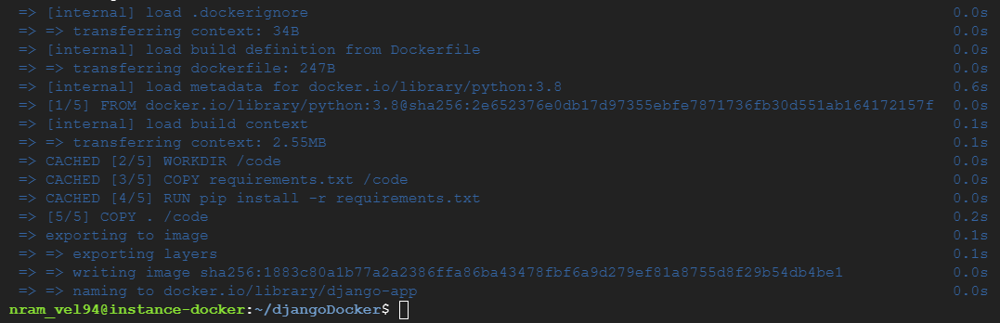 => [internal] load .dockerignore 0.0s
=> => transferring context: 34B 0.0s
=> [internal] load build definition from Dockerfile 0.0s
=> => transferring dockerfile: 247B 0.0s
=> [internal] load metadata for docker.io/library/python:3.8 0.6s
=> [1/5] FROM docker.io/library/python:3.8@sha256:2e652376e0db17d97355ebfe7871736fb30d551ab164172157f 0.0s
=> [internal] load build context 0.1s
=> => transferring context: 2.55MB 0.1s
=> CACHED [2/5] WORKDIR /code 0.0s
=> CACHED [3/5] COPY requirements.txt /code 0.0s
=> CACHED [4/5] RUN pip install -r requirements.txt 0.0s
=> [5/5] COPY . /code 0.2s
=> exporting to image 0.1s
=> => exporting layers 0.1s
=> => writing image sha256:1883c80a1b77a2a2386ffa86ba43478fbf6a9d279ef81a8755d8f29b54db4be1 0.0s
=> => naming to docker.io/library/django-app 0.0s
nram_vel94@instance-docker:~/djangoDocker$